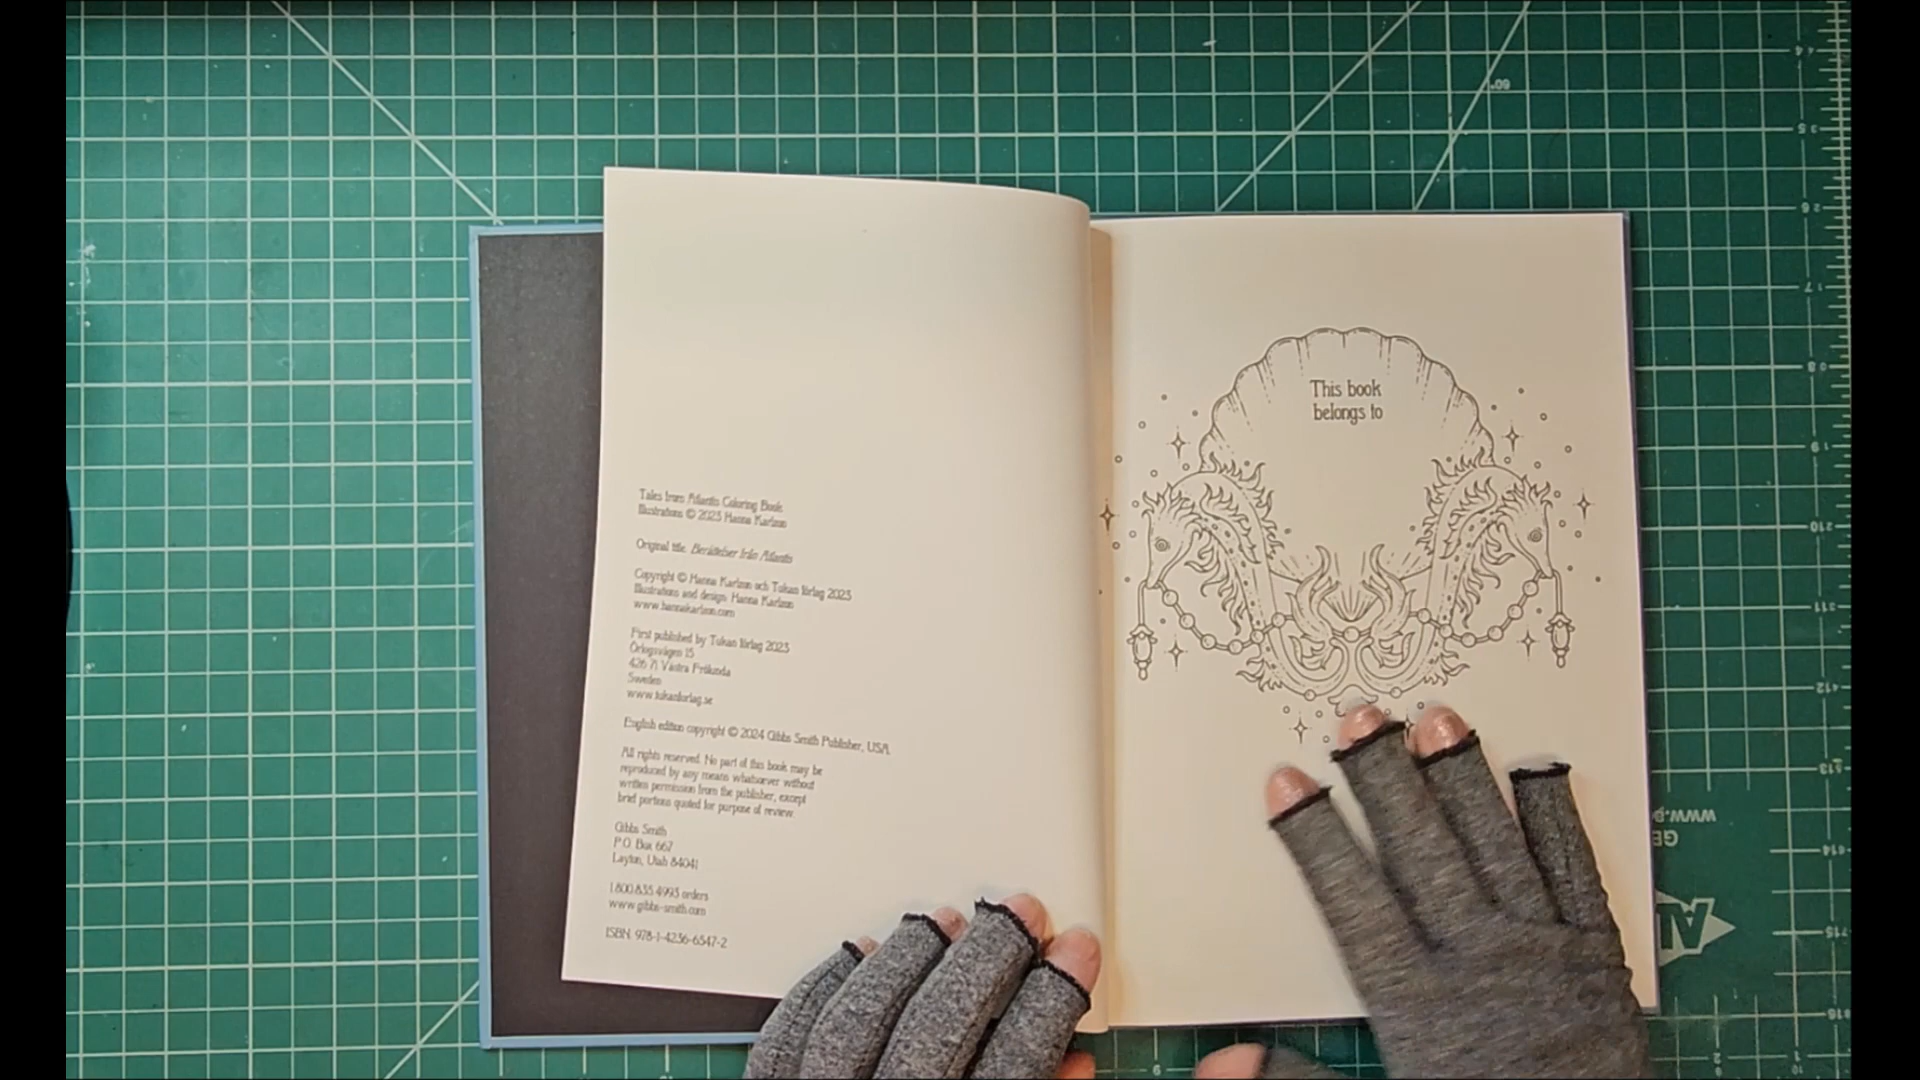 Tales from Atlantis Coloring Book
Illustrations © 2023 Hanna Karlzon
Original title: Berättelser från Atlantis
Copyright © Hanna Karlzon och Tukan förlag 2023
Illustrations and design: Hanna Karlzon
www.hannakarlzon.com
First published by Tukan förlag 2023
Örlogsvägen 15
426 71 Västra Frölunda
Sweden
www.tukanforlag.se
English edition copyright © 2024 Gibbs Smith Publisher, USA
All rights reserved. No part of this book may be
reproduced by any means whatsoever without
written permission from the publisher, except
brief portions quoted for purpose of review.
Gibbs Smith
P.O. Box 667
Layton, Utah 84041
1.800.835.4993 orders
www.gibbs-smith.com
ISBN: 978-1-4236-6547-2
This book
belongs to
60°